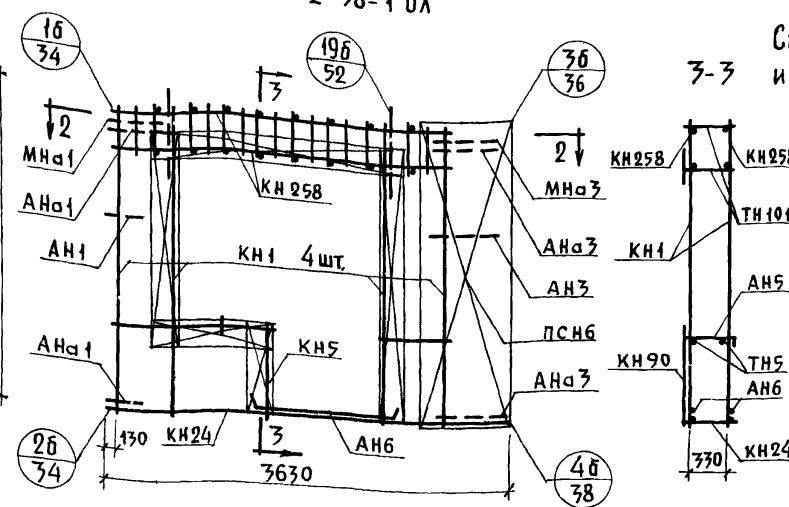 1б
34
19б
52
3б
36
3-3
и
3
2
2
МНа1
АНа1
АН1
АНа1
КН258
КН1 4 шт.
КН5
МНа3
АНа3
АН3
ПСН6
АНа3
2б
34
130
КН24
3
3630
АН6
4б
38
КН258
КН258
ТН101
КН1
АН5
КН90
ТН5
АН6
КН24
330